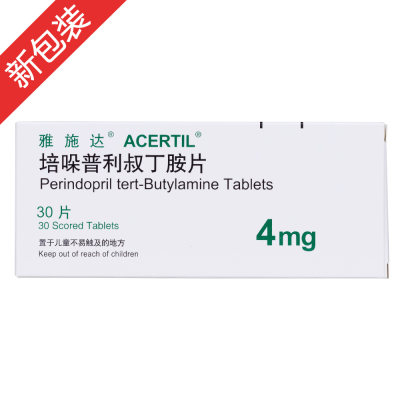 新包装
雅施达® ACERTIL®
培哚普利叔丁胺片
Perindopril tert-Butylamine Tablets
30 片
30 Scored Tablets
4mg
置于儿童不易触及的地方
Keep out of reach of children